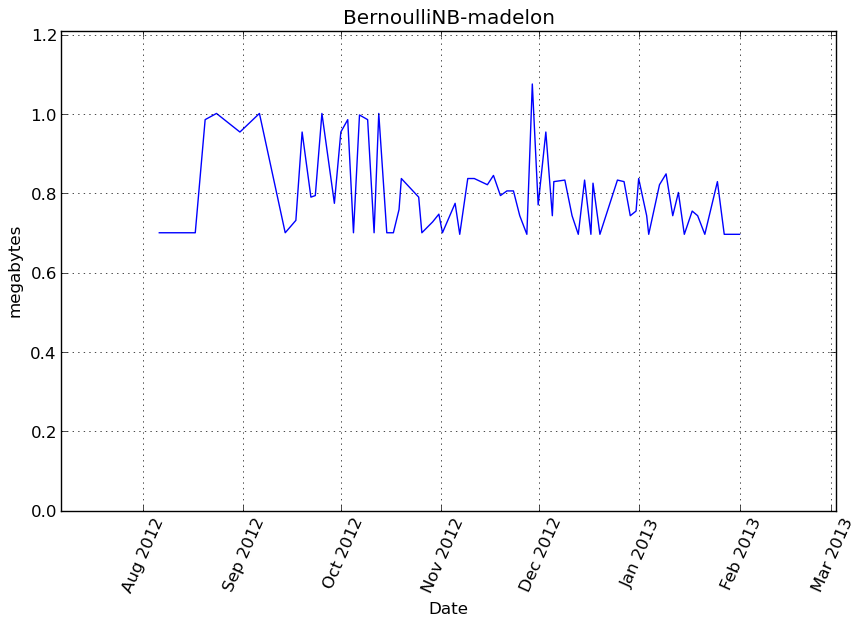 BernoulliNB-madelon
1.2
1.0
0.8
0.6
0.4
0.2
0.0
megabytes
Aug 2012
Sep 2012
Oct 2012
Nov 2012
Dec 2012
Jan 2013
Feb 2013
Mar 2013
Date